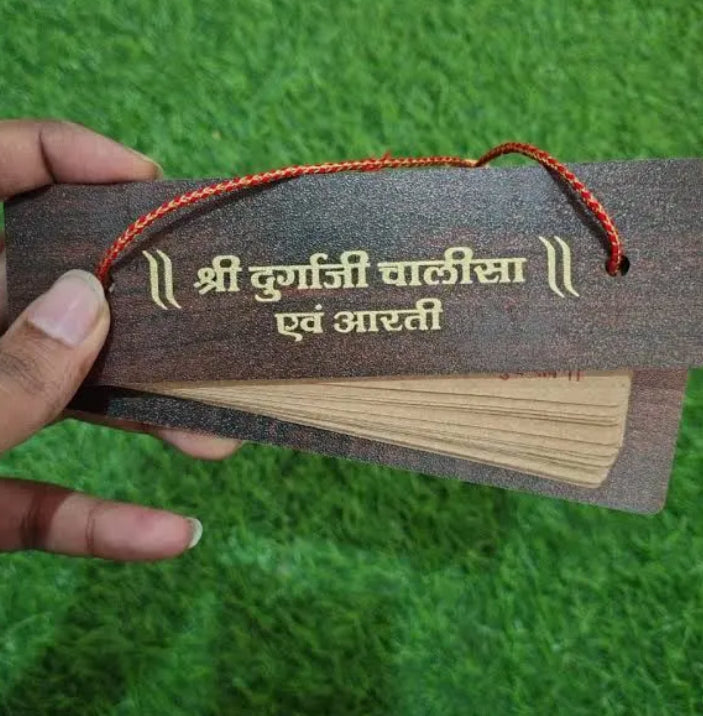 || श्री दुर्गाजी चालीसा ||
एवं आरती